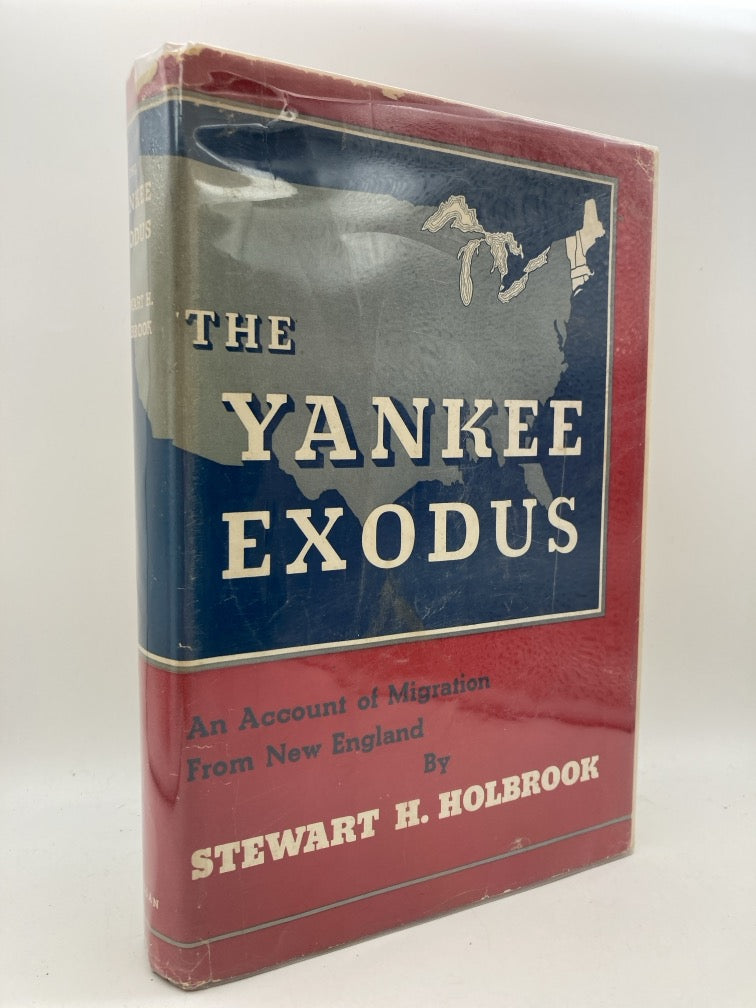 THE
YANKEE
EXODUS
An Account of Migration
From New England
By
STEWART H. HOLBROOK